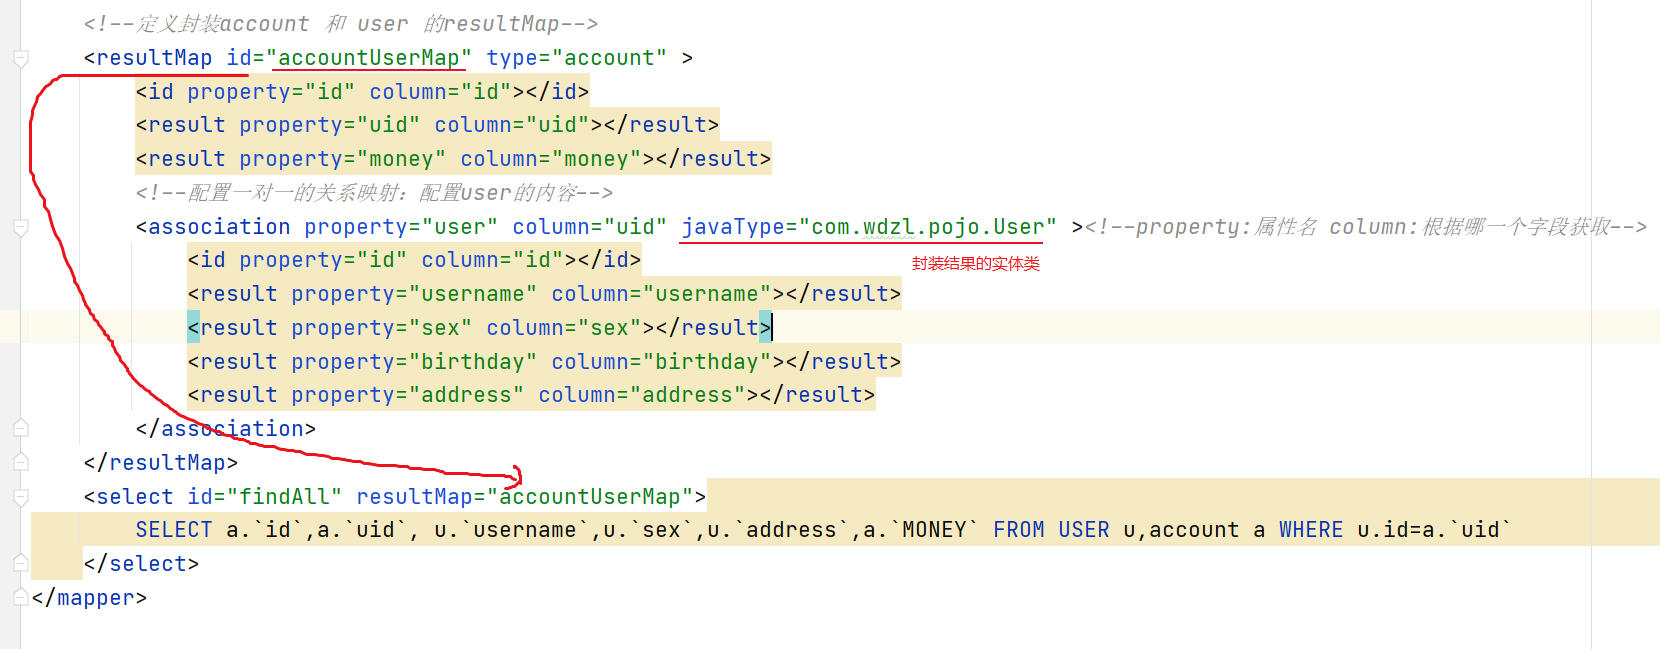 <!--定义封装account 和 user 的resultMap-->
<resultMap id="accountUserMap" type="account" >
<id property="id" column="id"></id>
<result property="uid" column="uid"></result>
<result property="money" column="money"></result>
<!--配置一对一的关系映射：配置user的内容-->
<association property="user" column="uid" javaType="com.wdzl.pojo.User" ><!--property:属性名 column:根据哪一个字段获取-->
<id property="id" column="id"></id>
封装结果的实体类
<result property="username" column="username"></result>
<result property="sex" column="sex"></result>
<result property="birthday" column="birthday"></result>
<result property="address" column="address"></result>
</association>
</resultMap>
<select id="findAll" resultMap="accountUserMap">
SELECT a.`id`,a.`uid`, u.`username`,u.`sex`,u.`address`,a.`MONEY` FROM USER u,account a WHERE u.id=a.`uid`
</select>
</mapper>